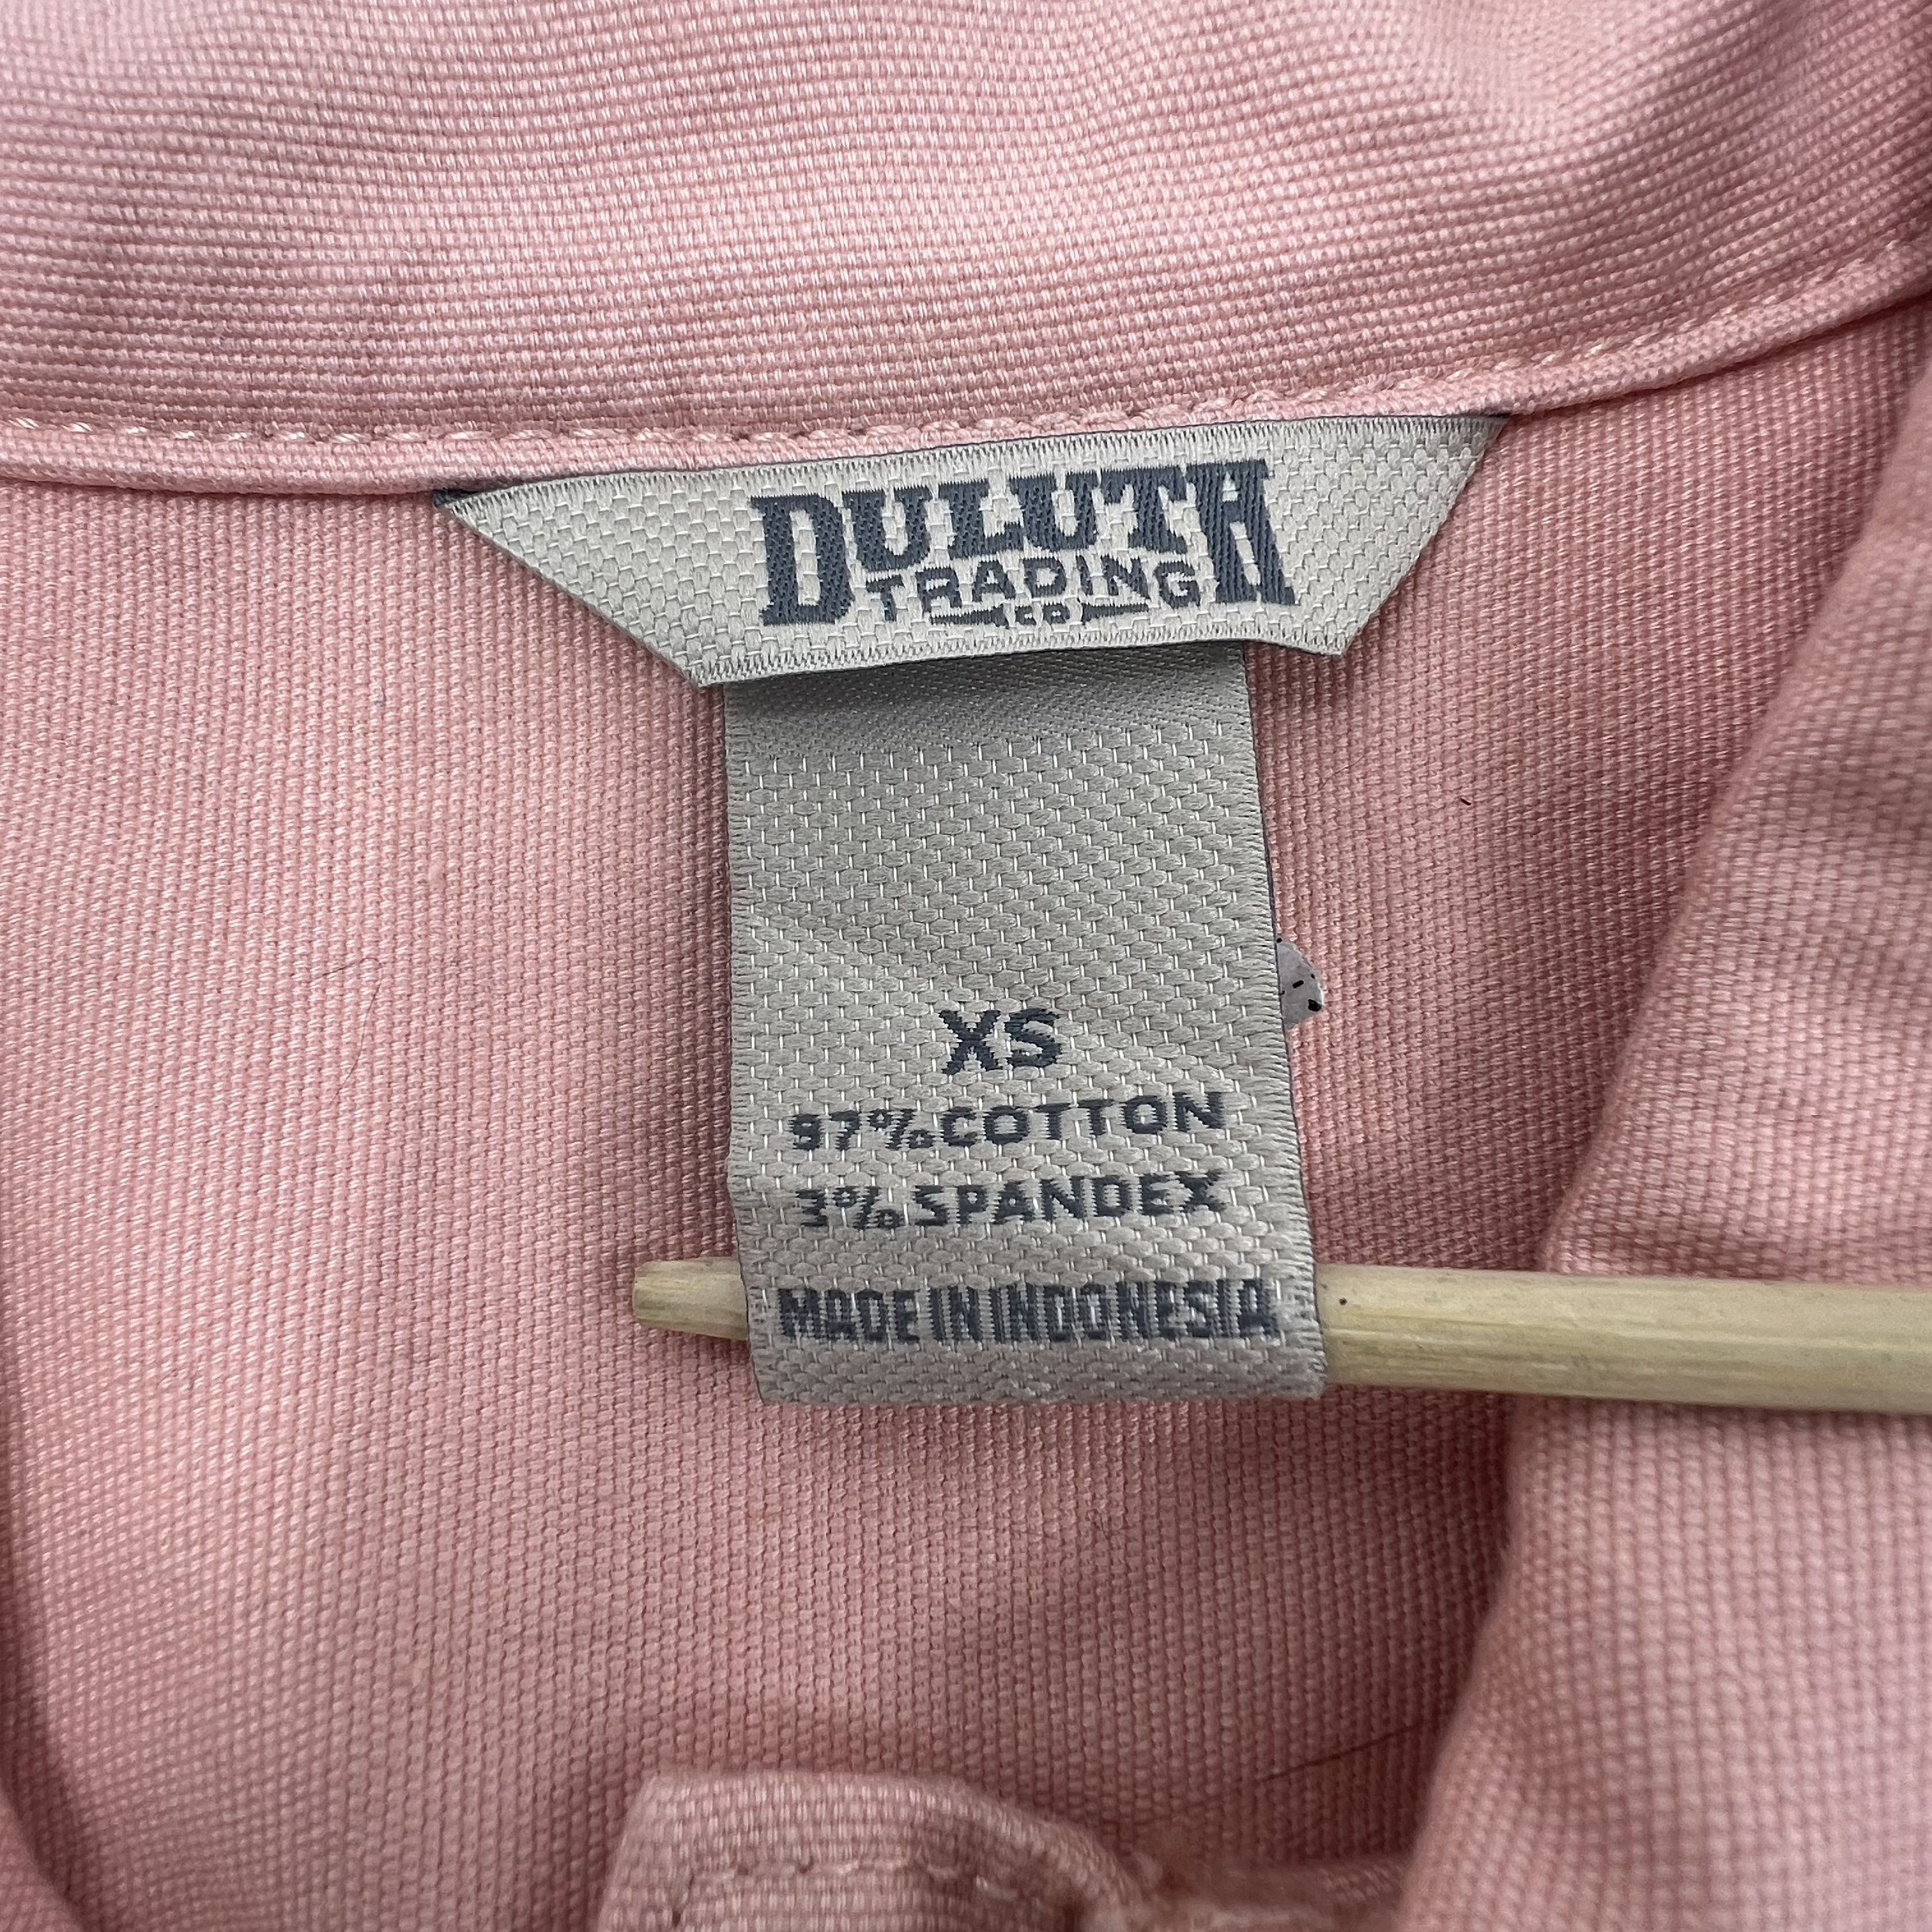 DULUTH
TRADING
CO
XS
97% COTTON
3% SPANDEX
MADE IN INDONESIA